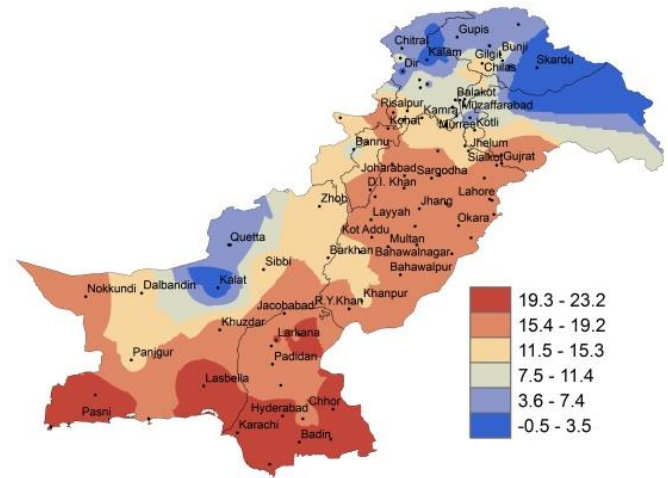 Gupis
Chitral
Kalam
Gilgit
Bunji
Chilas
Skardu
Dir
Balakot
Risalpur
Kamra
Muzaffarabad
Kohat
Murree
Kotli
Bannu
Jhelum
Sialkot
Gujrat
Joharabad
Sargodha
D.I. Khan
Lahore
Zhob
Jhang
Layyah
Okara
Kot Addu
Quetta
Multan
Barkhan
Bahawalnagar
Sibbi
Bahawalpur
Kalat
Nokkundi
Dalbandin
R.Y.Khan
Khanpur
Jacobabad
Khuzdar
Larkana
Panjgur
Padidan
Lasbella
Chhor
Hyderabad
Pasni
Karachi
Badin
19.3 - 23.2
15.4 - 19.2
11.5 - 15.3
7.5 - 11.4
3.6 - 7.4
-0.5 - 3.5